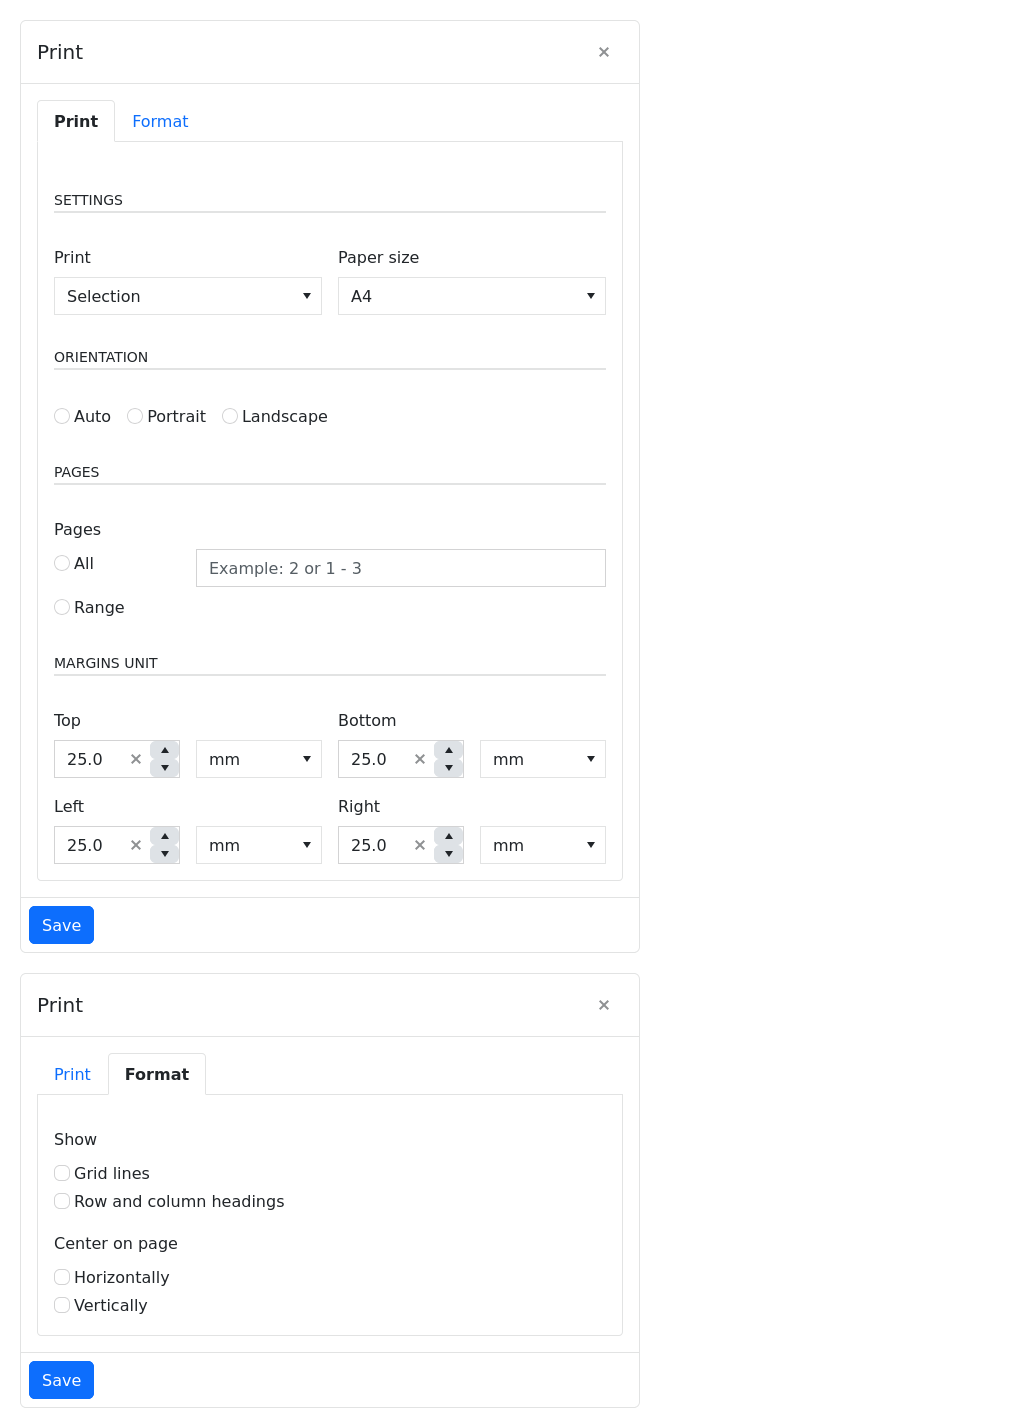 Print ×
Print Format
SETTINGS
Print Paper size
Selection A4
ORIENTATION
Auto Portrait Landscape
PAGES
Pages
All Example: 2 or 1 - 3
Range
MARGINS UNIT
Top Bottom
25.0 × mm 25.0 × mm
Left Right
25.0 × mm 25.0 × mm
Save
Print ×
Print Format
Show
Grid lines
Row and column headings
Center on page
Horizontally
Vertically
Save